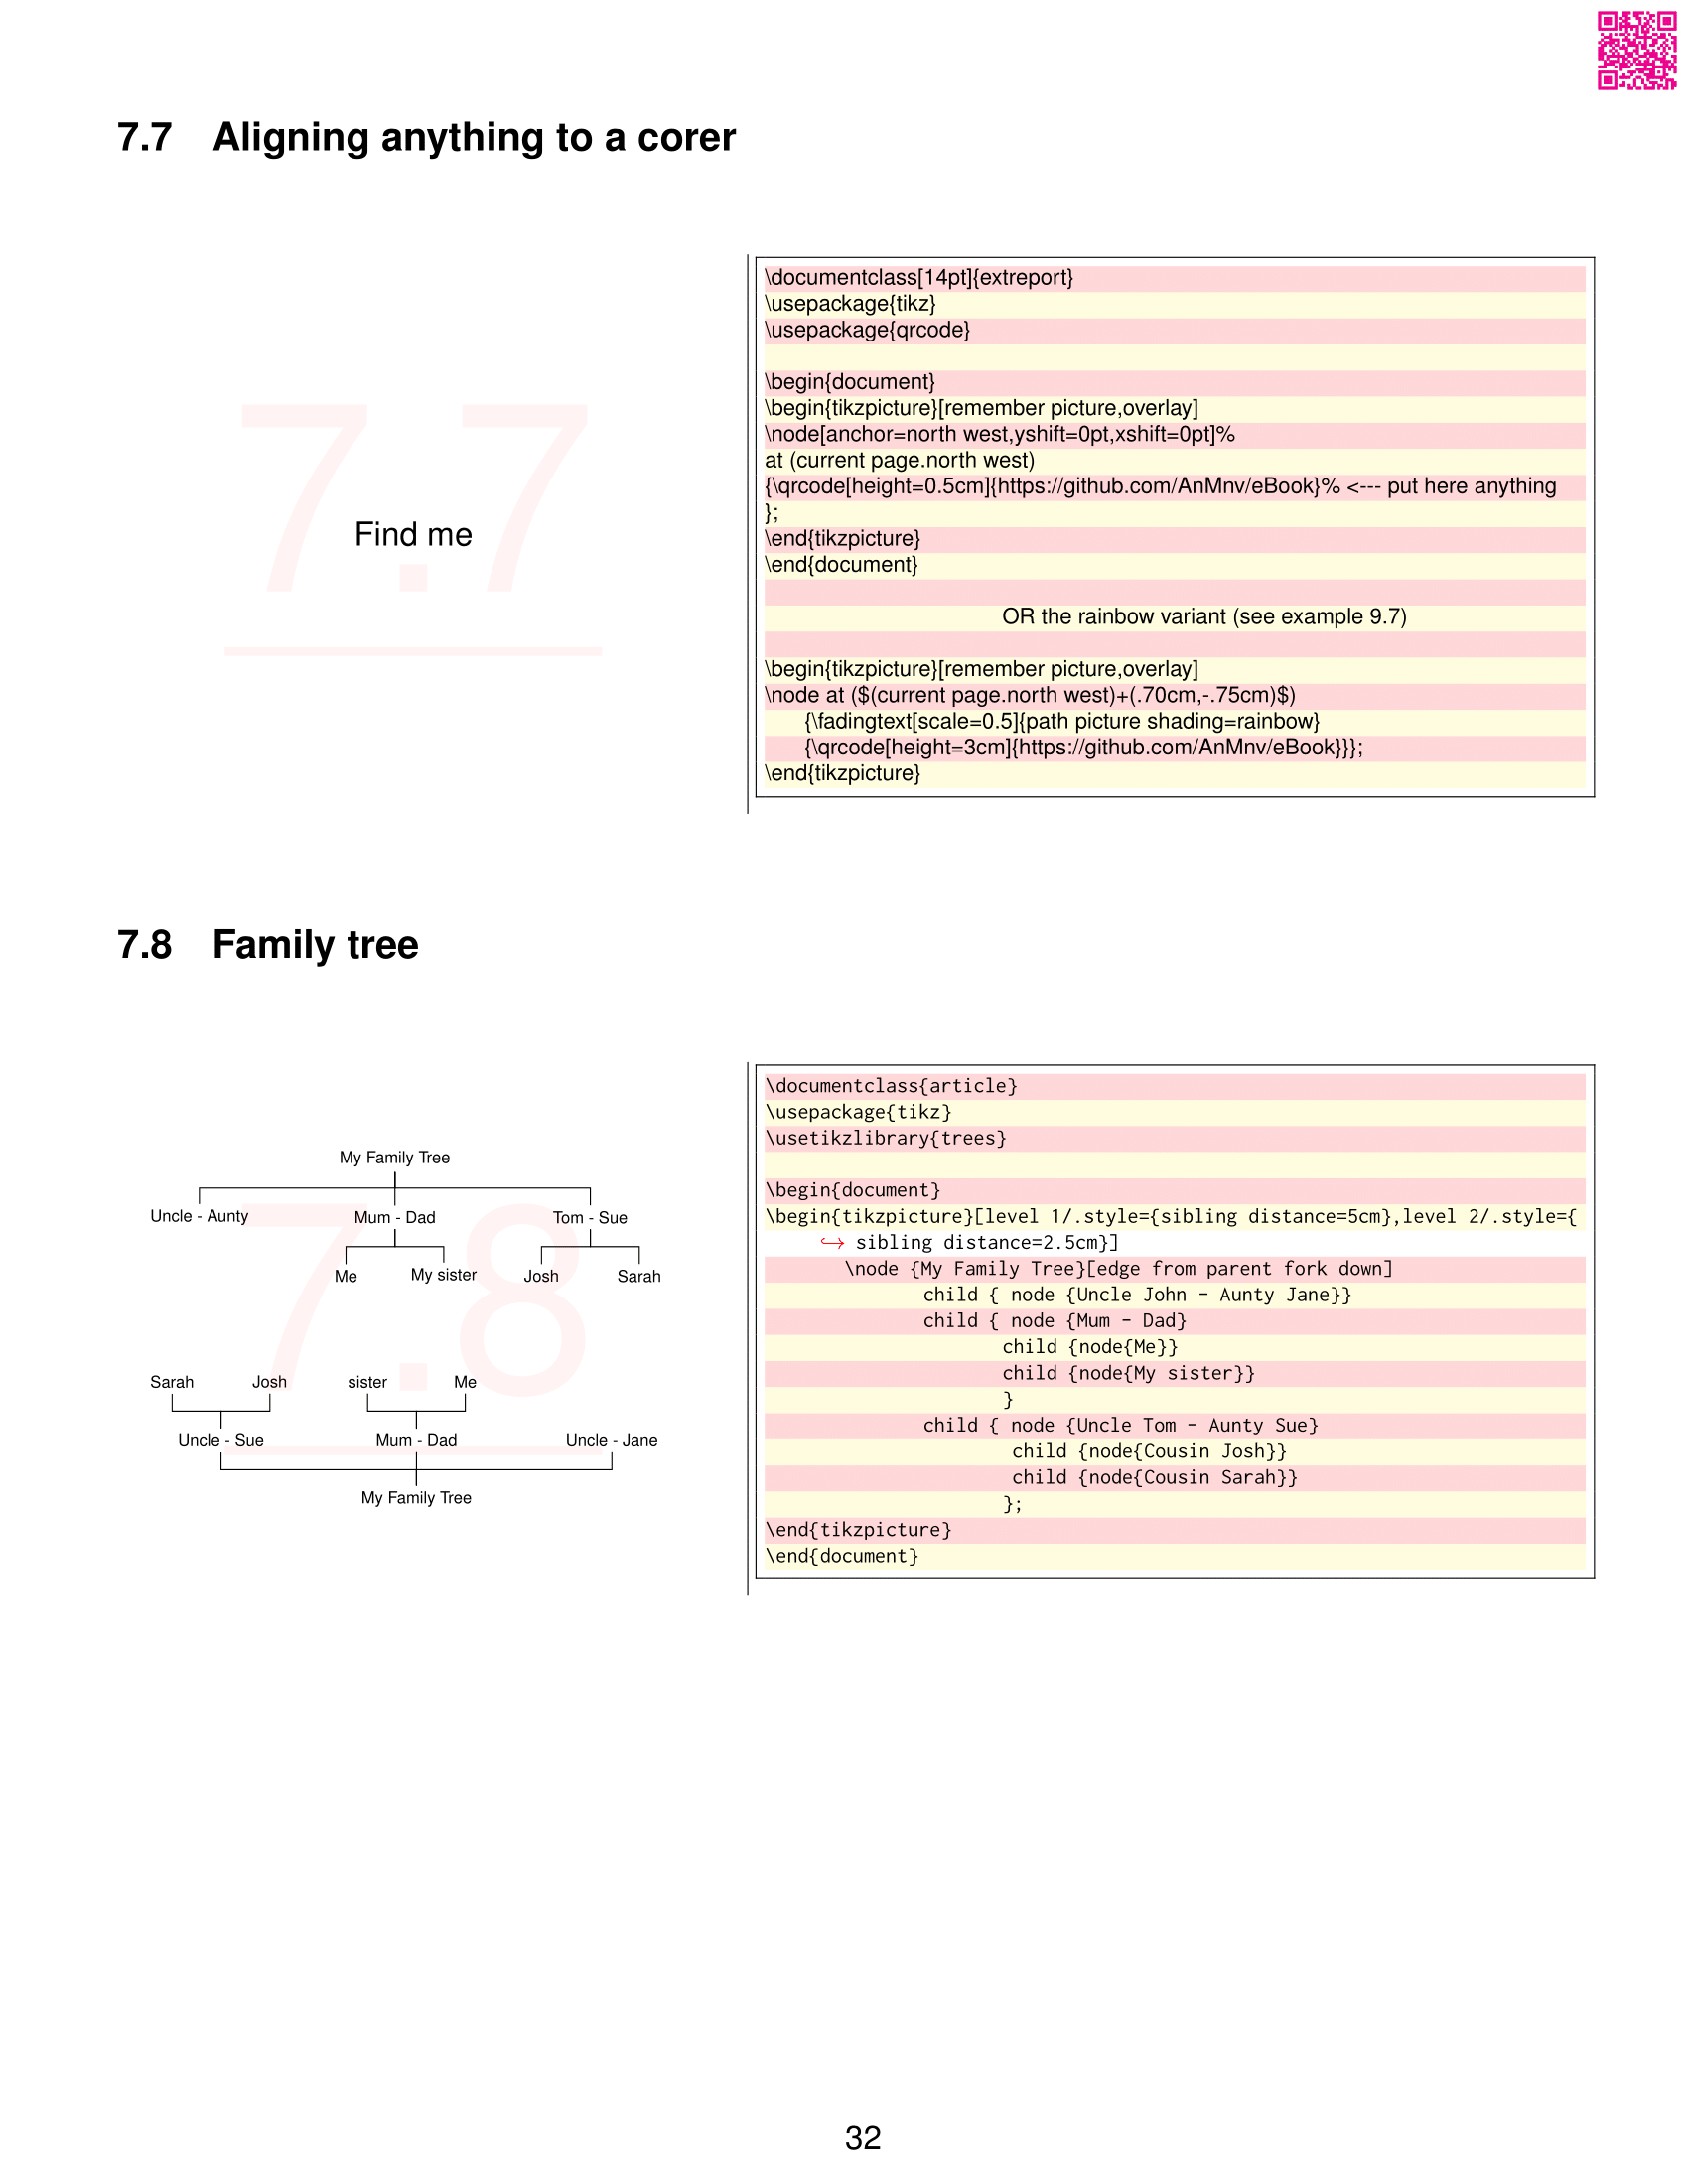 7.7 Aligning anything to a corer
7.7
Find me
\documentclass[14pt]{extreport}
\usepackage{tikz}
\usepackage{qrcode}
\begin{document}
\begin{tikzpicture}[remember picture,overlay]
\node[anchor=north west,yshift=0pt,xshift=0pt]%
at (current page.north west)
{\qrcode[height=0.5cm]{https://github.com/AnMnv/eBook}% <--- put here anything
};
\end{tikzpicture}
\end{document}
OR the rainbow variant (see example 9.7)
\begin{tikzpicture}[remember picture,overlay]
\node at ($(current page.north west)+(.70cm,-.75cm)$)
{\fadingtext[scale=0.5]{path picture shading=rainbow}
{\qrcode[height=3cm]{https://github.com/AnMnv/eBook}}};
\end{tikzpicture}
7.8 Family tree
7.8
My Family Tree
Uncle - Aunty Mum - Dad Tom - Sue
Me My sister Josh Sarah
Sarah Josh sister Me
Uncle - Sue Mum - Dad Uncle - Jane
My Family Tree
\documentclass{article}
\usepackage{tikz}
\usetikzlibrary{trees}
\begin{document}
\begin{tikzpicture}[level 1/.style={sibling distance=5cm},level 2/.style={
↪ sibling distance=2.5cm}]
\node {My Family Tree}[edge from parent fork down]
child { node {Uncle John - Aunty Jane}}
child { node {Mum - Dad}
child {node{Me}}
child {node{My sister}}
}
child { node {Uncle Tom - Aunty Sue}
child {node{Cousin Josh}}
child {node{Cousin Sarah}}
};
\end{tikzpicture}
\end{document}
32